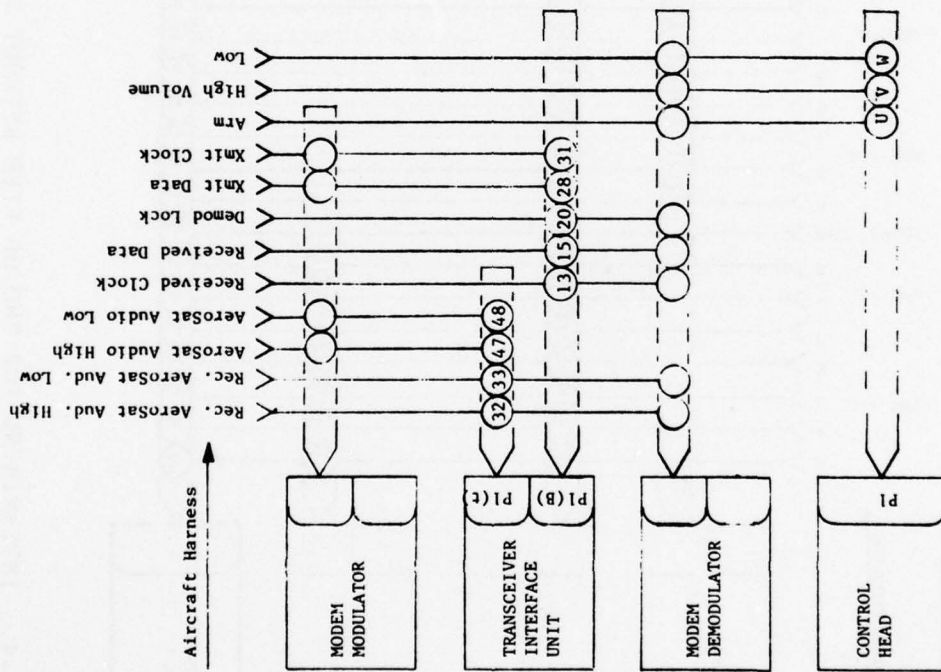 Low
High Volume
Arm
Xmit Clock
Xmit Data
Demod Lock
Received Data
Received Clock
AeroSat Audio Low
AeroSat Audio High
Rec. AeroSat Aud. Low
Rec. AeroSat Aud. High
Aircraft Harness
MODEM
MODULATOR
TRANSCEIVER
INTERFACE
UNIT
P1(t)
P1(B)
32
33
47
48
13
15
20
28
31
MODEM
DEMODULATOR
CONTROL
HEAD
P1
U
V
W